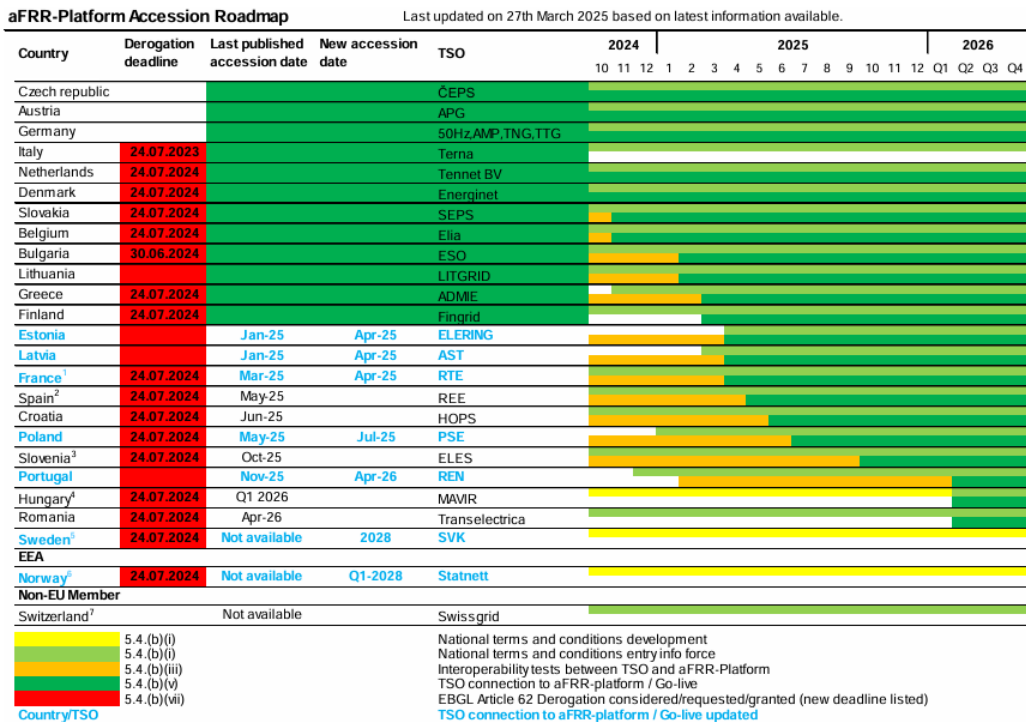 aFRR-Platform Accession Roadmap Last updated on 27th March 2025 based on latest information available.
Country Derogation deadline Last published accession date New accession date TSO 2024 2025 2026
10 11 12 1 2 3 4 5 6 7 8 9 10 11 12 Q1 Q2 Q3 Q4
Czech republic ČEPS
Austria APG
Germany 50Hz,AMP,TNG,TTG
Italy 24.07.2023 Terna
Netherlands 24.07.2024 Tennet BV
Denmark 24.07.2024 Energinet
Slovakia 24.07.2024 SEPS
Belgium 24.07.2024 Elia
Bulgaria 30.06.2024 ESO
Lithuania LITGRID
Greece 24.07.2024 ADMIE
Finland 24.07.2024 Fingrid
Estonia Jan-25 Apr-25 ELERING
Latvia Jan-25 Apr-25 AST
France¹ 24.07.2024 Mar-25 Apr-25 RTE
Spain² 24.07.2024 May-25 REE
Croatia 24.07.2024 Jun-25 HOPS
Poland 24.07.2024 May-25 Jul-25 PSE
Slovenia³ 24.07.2024 Oct-25 ELES
Portugal Nov-25 Apr-26 REN
Hungary⁴ 24.07.2024 Q1 2026 MAVIR
Romania 24.07.2024 Apr-26 Transelectrica
Sweden⁵ 24.07.2024 Not available 2028 SVK
EEA
Norway⁶ 24.07.2024 Not available Q1-2028 Statnett
Non-EU Member
Switzerland⁷ Not available Swissgrid
5.4.(b)(i) National terms and conditions development
5.4.(b)(i) National terms and conditions entry info force
5.4.(b)(iii) Interoperability tests between TSO and aFRR-Platform
5.4.(b)(v) TSO connection to aFRR-platform / Go-live
5.4.(b)(vii) EBGL Article 62 Derogation considered/requested/granted (new deadline listed)
Country/TSO TSO connection to aFRR-platform / Go-live updated